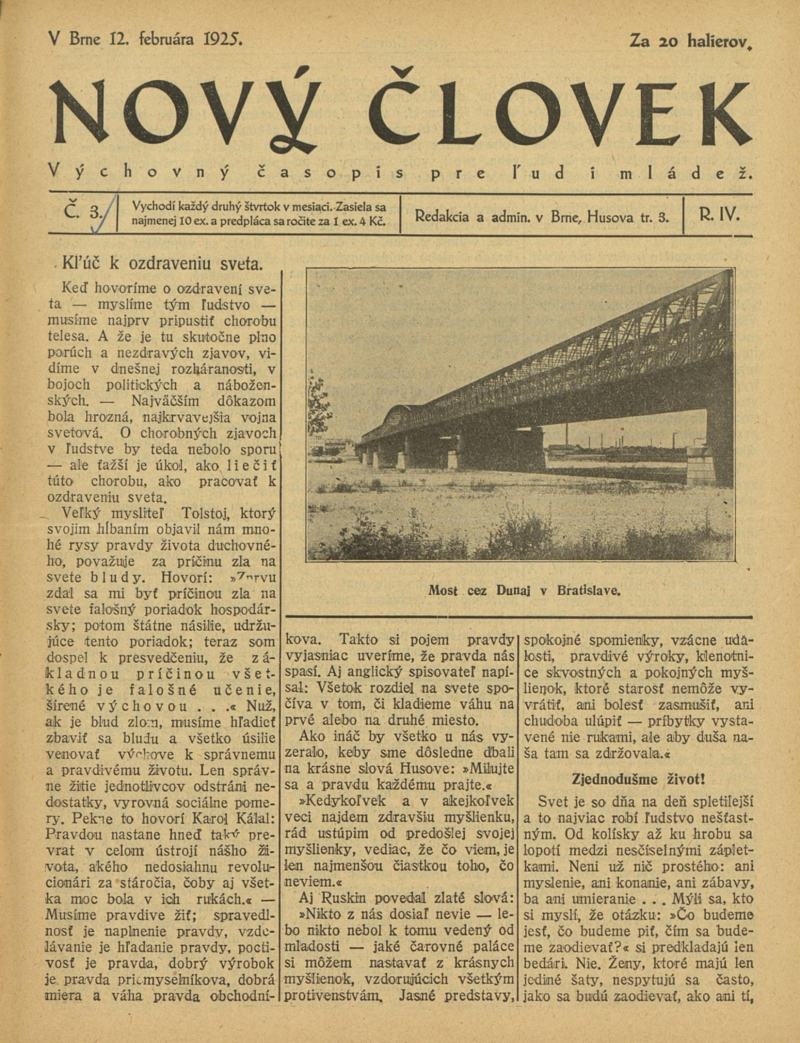 V Brne 12. februára 1925.
Za 20 halierov.
NOVÝ ČLOVEK
Výchovný časopis pre ľud i mládež.
Č. 3.
Vychodí každý druhý štvrtok v mesiaci. Zasiela sa
najmenej 10 ex. a predpláca sa ročite za 1 ex. 4 Kč.
Redakcia a admin. v Brne, Husova tr. 3.
R. IV.
Kľúč k ozdraveniu sveta.
Keď hovoríme o ozdravení sve-
ta — myslíme tým ľudstvo —
musíme najprv pripustiť chorobu
telesa. A že je tu skutočne plno
porúch a nezdravých zjavov, vi-
díme v dnešnej rozháranosti, v
bojoch politických a nábožen-
ských. — Najväčším dôkazom
bola hrozná, najkrvavejšia vojna
svetová. O chorobných zjavoch
v ľudstve by teda nebolo sporu
— ale ťažší je úkol, ako liečiť
túto chorobu, ako pracovať k
ozdraveniu sveta.
Veľký mysliteľ Tolstoj, ktorý
svojím hĺbaním objavil nám mno-
hé rysy pravdy života duchovné-
ho, považuje za príčinu zla na
svete bludy. Hovorí:
zdal sa mi byť príčinou zla na
svete falošný poriadok hospodár-
sky; potom štátne násilie, udržu-
júce tento poriadok; teraz som
dospel k presvedčeniu, že zá-
kladnou príčinou všet-
kého je falošné učenie,
šírené výchovou . . .« Nuž,
ak je blud zlom, musíme hľadieť
zbaviť sa bludu a všetko úsilie
venovať výchove k správnemu
a pravdivému životu. Len správ-
ne žitie jednotlivcov odstráni ne-
dostatky, vyrovná sociálne pome-
ry. Pekne to hovorí Karol Kálal:
Pravdou nastane hneď taký pre-
vrat v celom ústrojí nášho ži-
vota, akého nedosiahnu revolu-
cionári za stáročia, čoby aj všet-
ka moc bola v ich rukách.« —
Musíme pravdive žiť; spravedl-
nosť je naplnenie pravdy, vzde-
lávanie je hľadanie pravdy, pocti-
vosť je pravda, dobrý výrobok
je pravda priemyselníkova, dobrá
miera a váha pravda obchodní-
Most cez Dunaj v Bratislave.
kova. Takto si pojem pravdy
vyjasniac uveríme, že pravda nás
spasí. Aj anglický spisovateľ napí-
sal: Všetok rozdiel na svete spo-
číva v tom, či kladieme váhu na
prvé alebo na druhé miesto.
Ako ináč by všetko u nás vy-
zeralo, keby sme dôsledne dbali
na krásne slová Husove: »Milujte
sa a pravdu každému prajte.«
»Kedykoľvek a v akejkoľvek
veci najdem zdravšiu myšlienku,
rád ustúpim od predošlej svojej
myšlienky, vediac, že čo viem, je
len najmenšou čiastkou toho, čo
neviem.«
Aj Ruskin povedal zlaté slová:
»Nikto z nás dosiaľ nevie — le-
bo nikto nebol k tomu vedený od
mladosti — jaké čarovné paláce
si môžem nastavať z krásnych
myšlienok, vzdorujúcich všetkým
protivenstvám. Jasné predstavy,
spokojné spomienky, vzácne uda-
losti, pravdivé výroky, klenotni-
ce skvostných a pokojných myš-
lienok, ktoré starosť nemôže vy-
vrátiť, ani bolesť zasmušiť, ani
chudoba ulúpiť — príbytky vysta-
vené nie rukami, ale aby duša na-
ša tam sa zdržovala.«
Zjednodušme život!
Svet je so dňa na deň spletilejší
a to najviac robí ľudstvo nešťast-
ným. Od kolísky až ku hrobu sa
lopotí medzi nesčíselnými záplet-
kami. Neni už nič prostého: ani
myslenie, ani konanie, ani zábavy,
ba ani umieranie . . . Mýli sa, kto
si myslí, že otázku: »Čo budeme
jesť, čo budeme piť, čím sa bude-
me zaodievať?« si predkladajú len
bedári. Nie. Ženy, ktoré majú len
jediné šaty, nespytujú sa často,
jako sa budú zaodievať, ako ani tí,